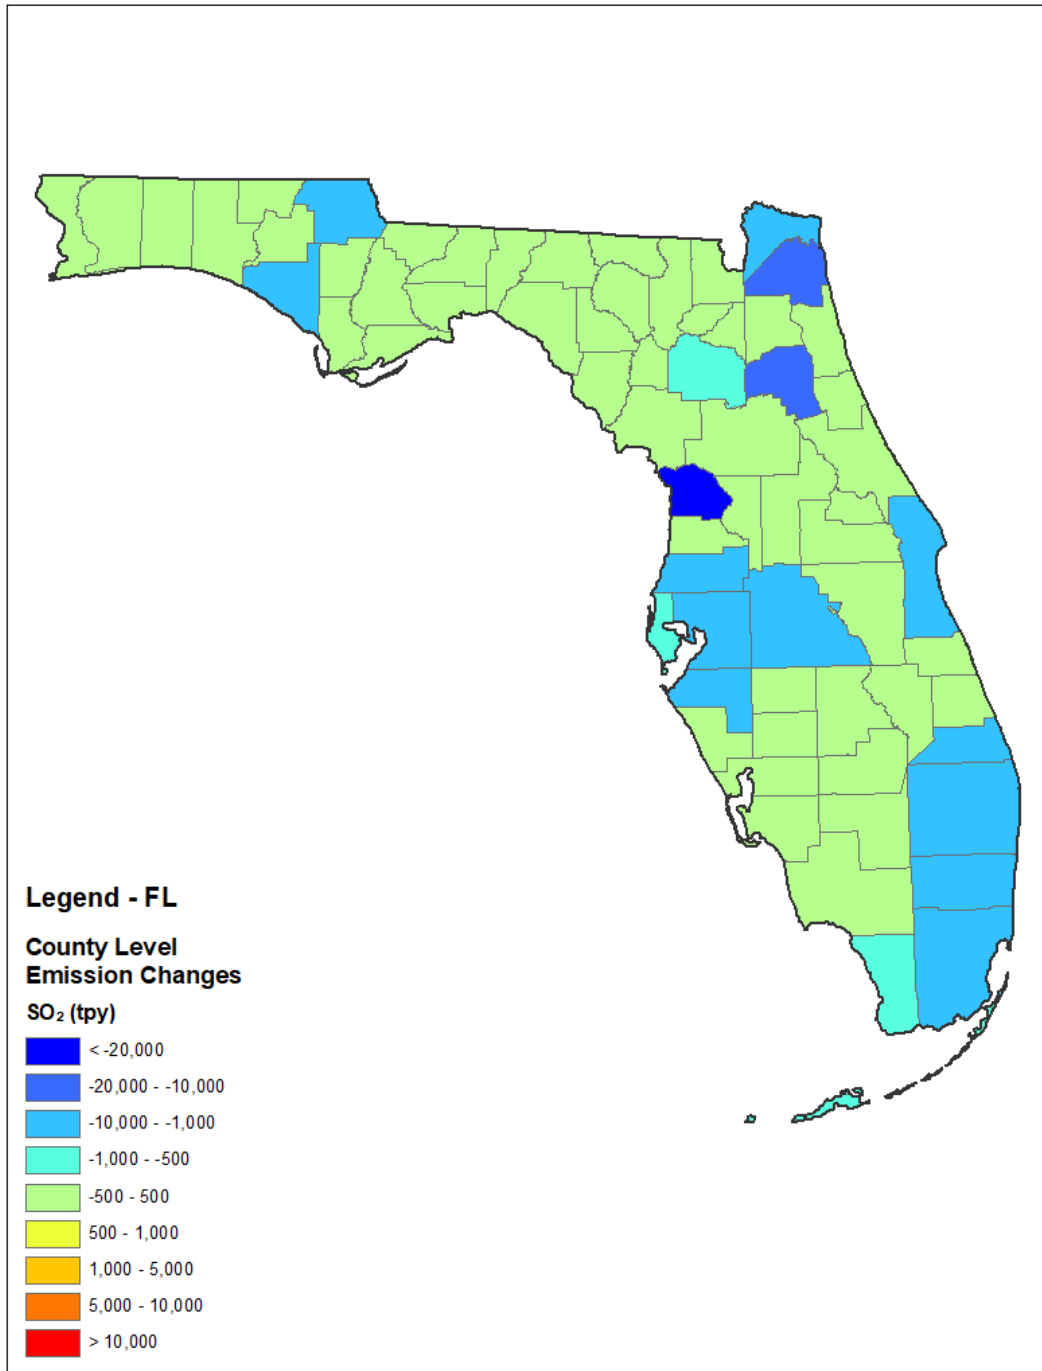 Legend - FL
County Level
Emission Changes
SO₂ (tpy)
< -20,000
-20,000 - -10,000
-10,000 - -1,000
-1,000 - -500
-500 - 500
500 - 1,000
1,000 - 5,000
5,000 - 10,000
> 10,000